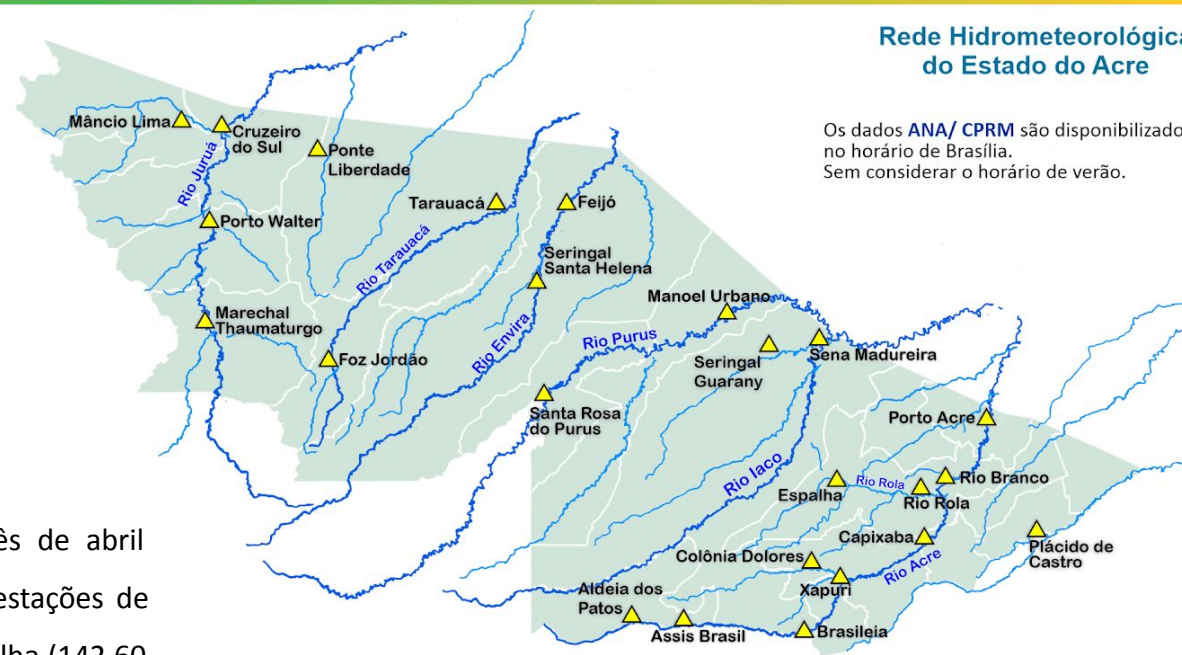 Rede Hidrometeorológica
do Estado do Acre
Os dados ANA/ CPRM são
no horário de Brasília.
Sem considerar o horário de verão.
Mâncio Lima
Cruzeiro
do Sul
Ponte
Liberdade
Rio Juruá
Tarauacá
Feijó
Porto Walter
Rio Tarauacá
Seringal
Santa Helena
Manoel Urbano
Marechal
Thaumaturgo
Rio Envira
Rio Purus
Foz Jordão
Seringal
Guarany
Sena Madureira
Santa Rosa
do Purus
Porto Acre
Rio Iaco
Espalha
Rio Rola
Rio Rola
Rio Branco
Capixaba
Plácido de
Castro
Colônia Dolores
Rio Acre
Xapuri
Aldeia dos
Patos
Assis Brasil
Brasileia
de abril
estações de
(142,60